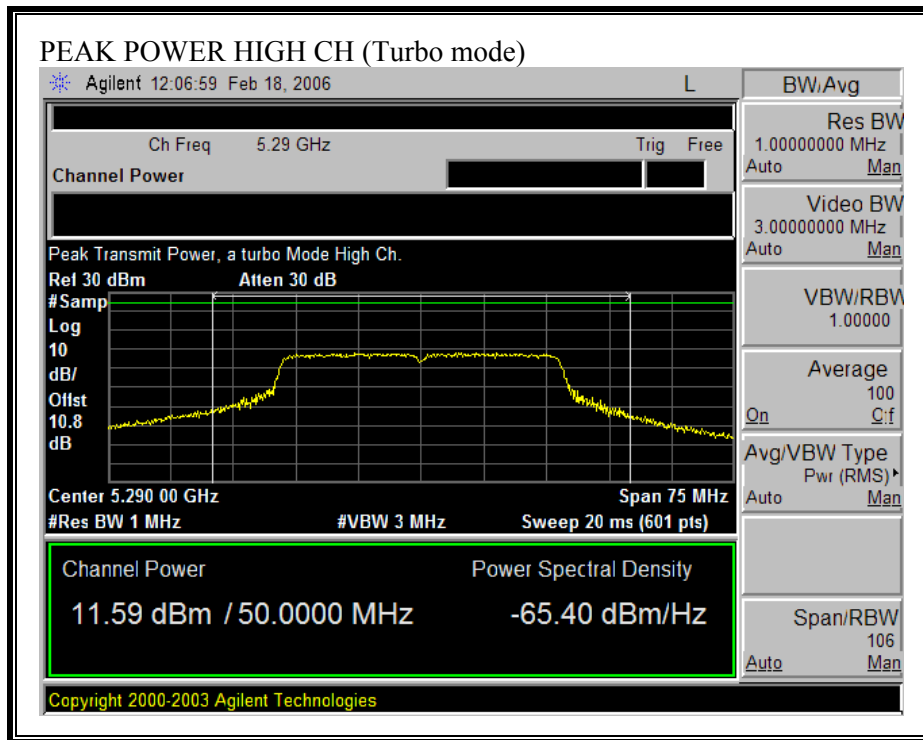 PEAK POWER HIGH CH (Turbo mode)
Agilent 12:06:59 Feb 18, 2006 L
BW/Avg
Ch Freq 5.29 GHz Trig Free
Channel Power
Res BW
1.00000000 MHz
Auto Man
Video BW
3.00000000 MHz
Auto Man
Peak Transmit Power, a turbo Mode High Ch.
Ref 30 dBm Atten 30 dB
#Samp
Log
10
dB/
Offst
10.8
dB
VBW/RBW
1.00000
Average
100
On Off
Avg/VBW Type
Pwr (RMS)
Auto Man
Center 5.290 00 GHz Span 75 MHz
#Res BW 1 MHz #VBW 3 MHz Sweep 20 ms (601 pts)
Channel Power Power Spectral Density
11.59 dBm / 50.0000 MHz -65.40 dBm/Hz
Span/RBW
106
Auto Man
Copyright 2000-2003 Agilent Technologies